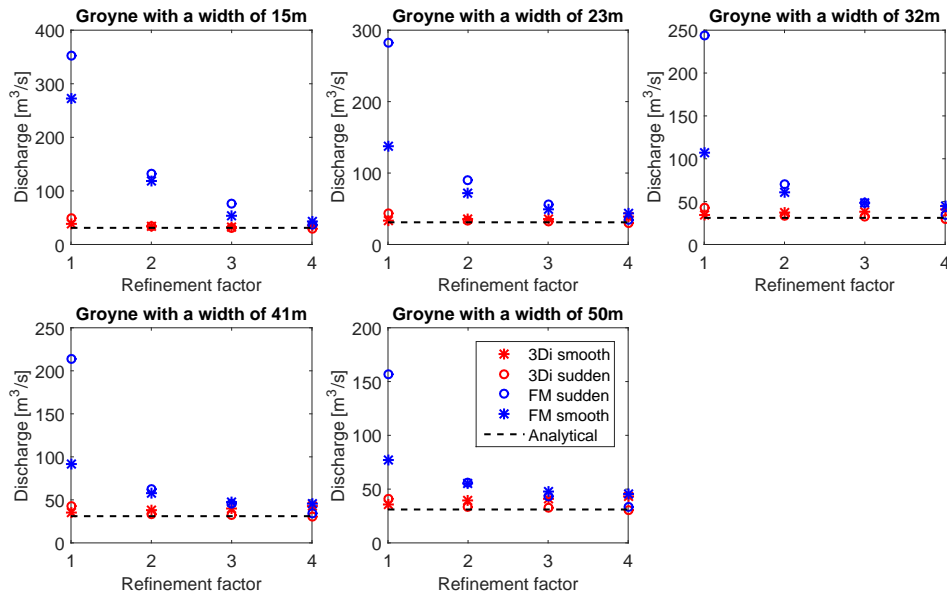 Groyne with a width of 15m
400
300
200
100
0
Discharge [m³/s]
1 2 3 4
Refinement factor
Groyne with a width of 23m
300
200
100
0
Discharge [m³/s]
1 2 3 4
Refinement factor
Groyne with a width of 32m
250
200
150
100
50
0
Discharge [m³/s]
1 2 3 4
Refinement factor
Groyne with a width of 41m
250
200
150
100
50
0
Discharge [m³/s]
1 2 3 4
Refinement factor
Groyne with a width of 50m
200
150
100
50
0
Discharge [m³/s]
1 2 3 4
Refinement factor
3Di smooth
3Di sudden
FM sudden
FM smooth
Analytical